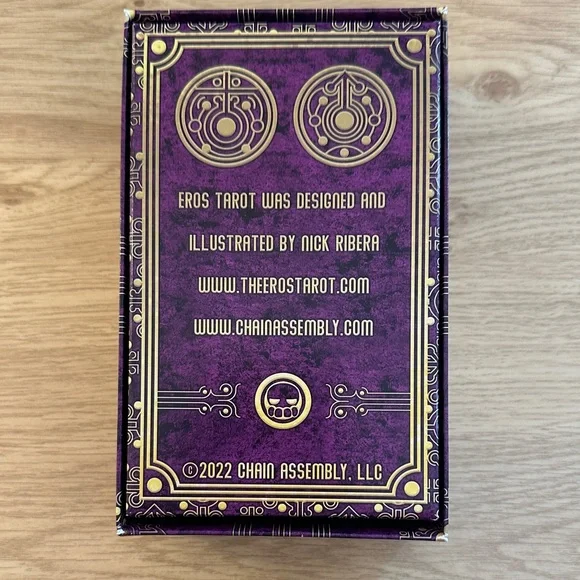 EROS TAROT WAS DESIGNED AND
ILLUSTRATED BY NICK RIBERA
WWW.THEEROSTAROT.COM
WWW.CHAINASSEMBLY.COM
©2022 CHAIN ASSEMBLY, LLC